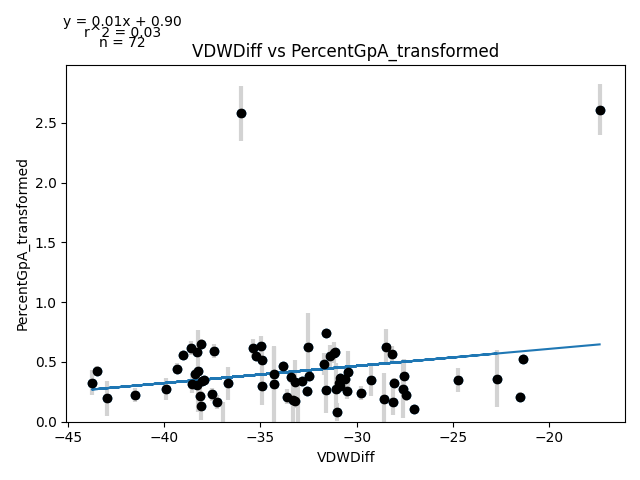 y = 0.01x + 0.90
r^2 = 0.03
n = 72
VDWDiff vs PercentGpA_transformed
PercentGpA_transformed
2.5
2.0
1.5
1.0
0.5
0.0
−45
−40
−35
−30
−25
−20
VDWDiff